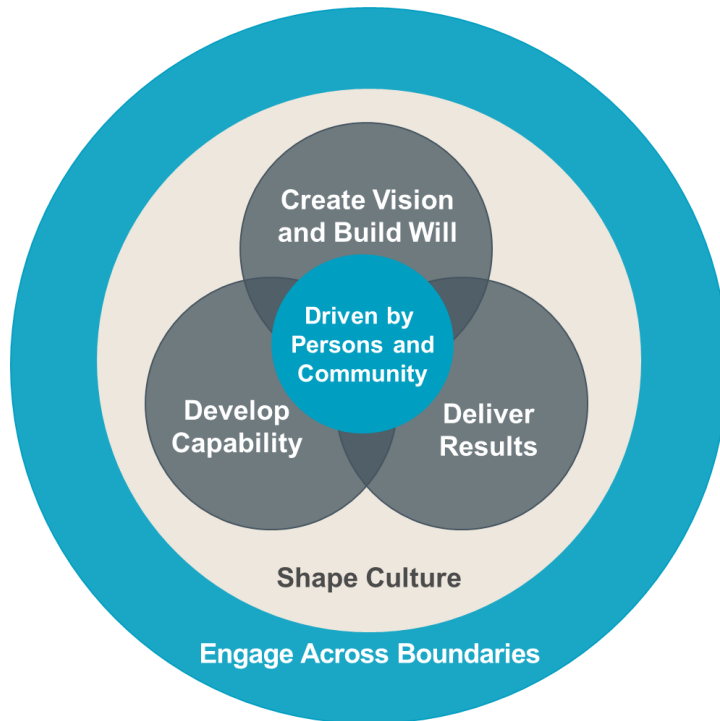 Create Vision
and Build Will
Driven by
Persons and
Community
Develop
Capability
Deliver
Results
Shape Culture
Engage Across Boundaries